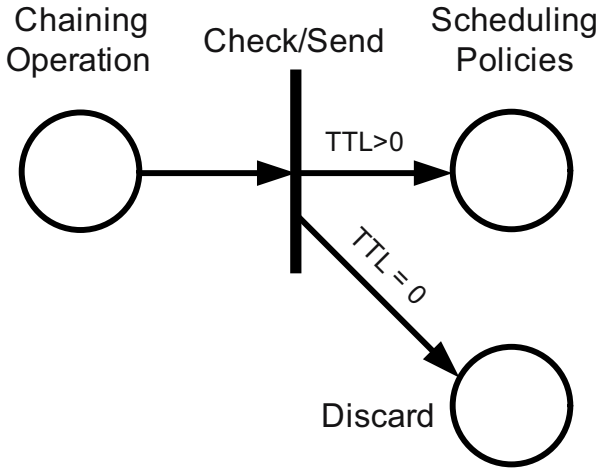 Chaining
Operation
Check/Send
Scheduling
Policies
TTL>0
TTL = 0
Discard